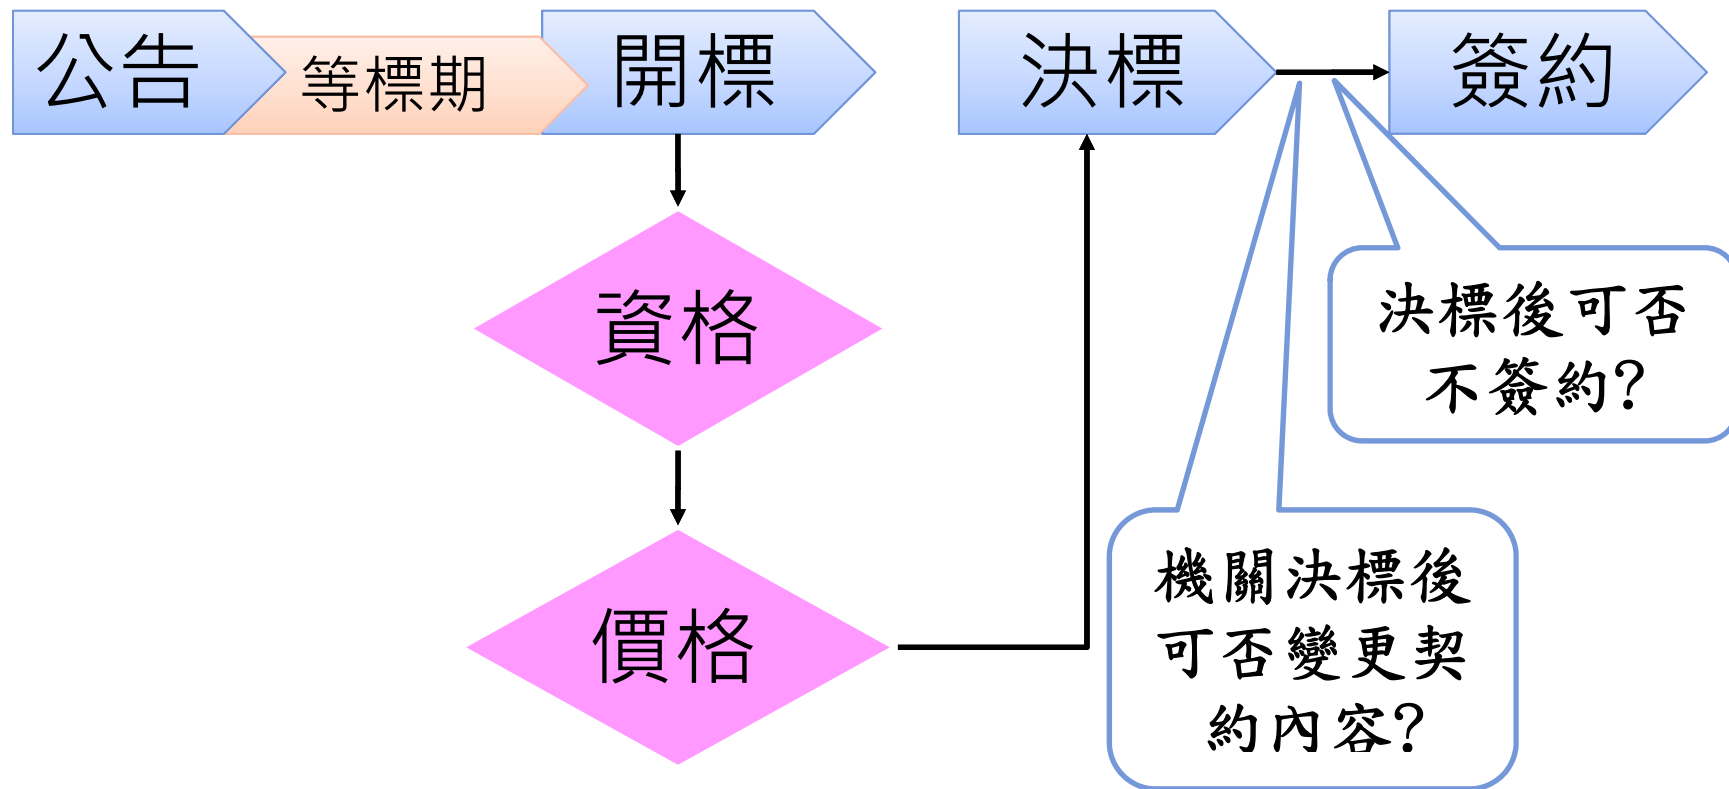 公告
等標期
開標
決標
簽約
資格
價格
決標後可否
不簽約?
機關決標後
可否變更契
約內容?